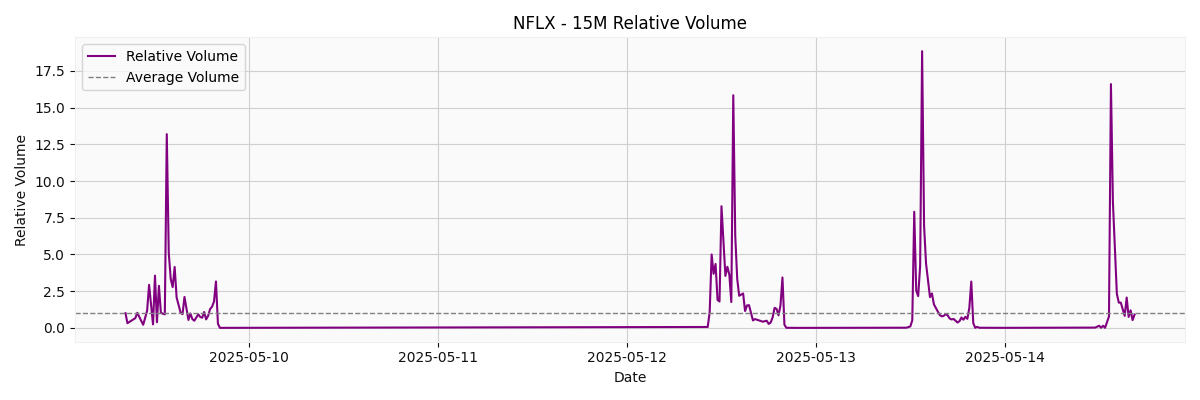 NFLX - 15M Relative Volume
Relative Volume
Average Volume
17.5
15.0
12.5
10.0
7.5
5.0
2.5
0.0
Relative Volume
2025-05-10
2025-05-11
2025-05-12
2025-05-13
2025-05-14
Date